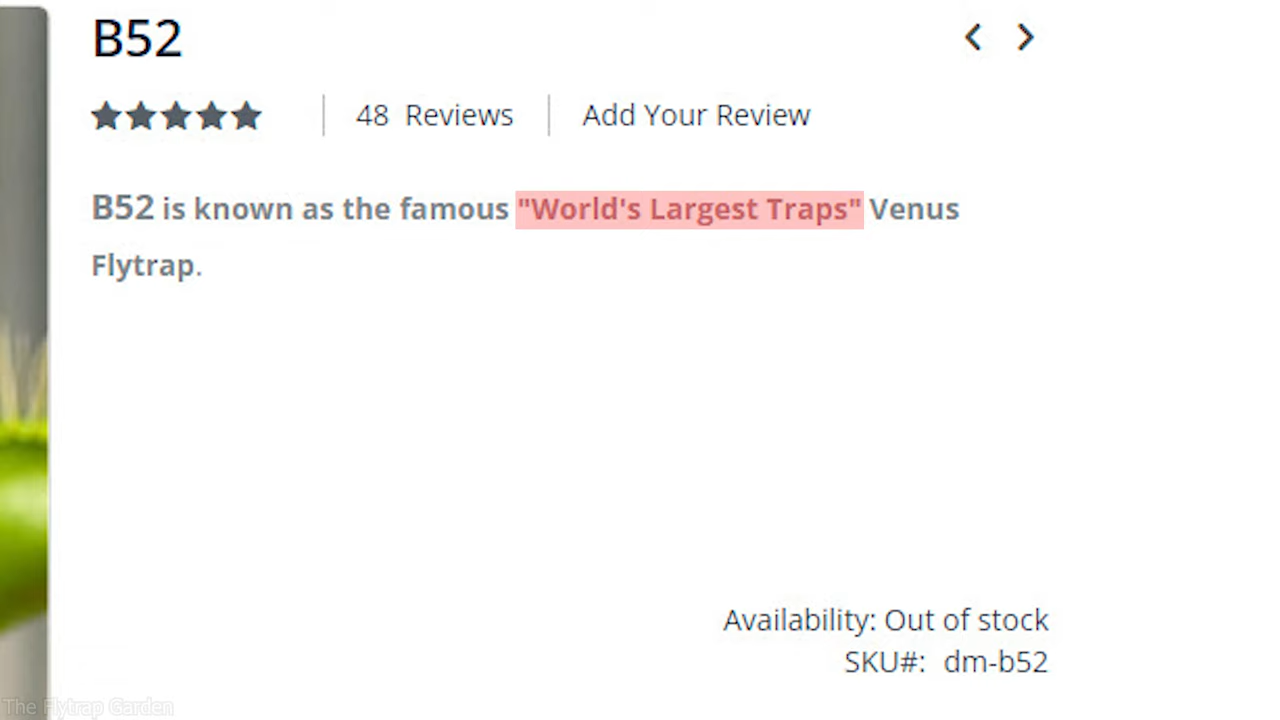 B52
48 Reviews
Add Your Review
B52 is known as the famous "World's Largest Traps" Venus
Flytrap.
Availability: Out of stock
SKU#: dm-b52
The Flytrap Garden